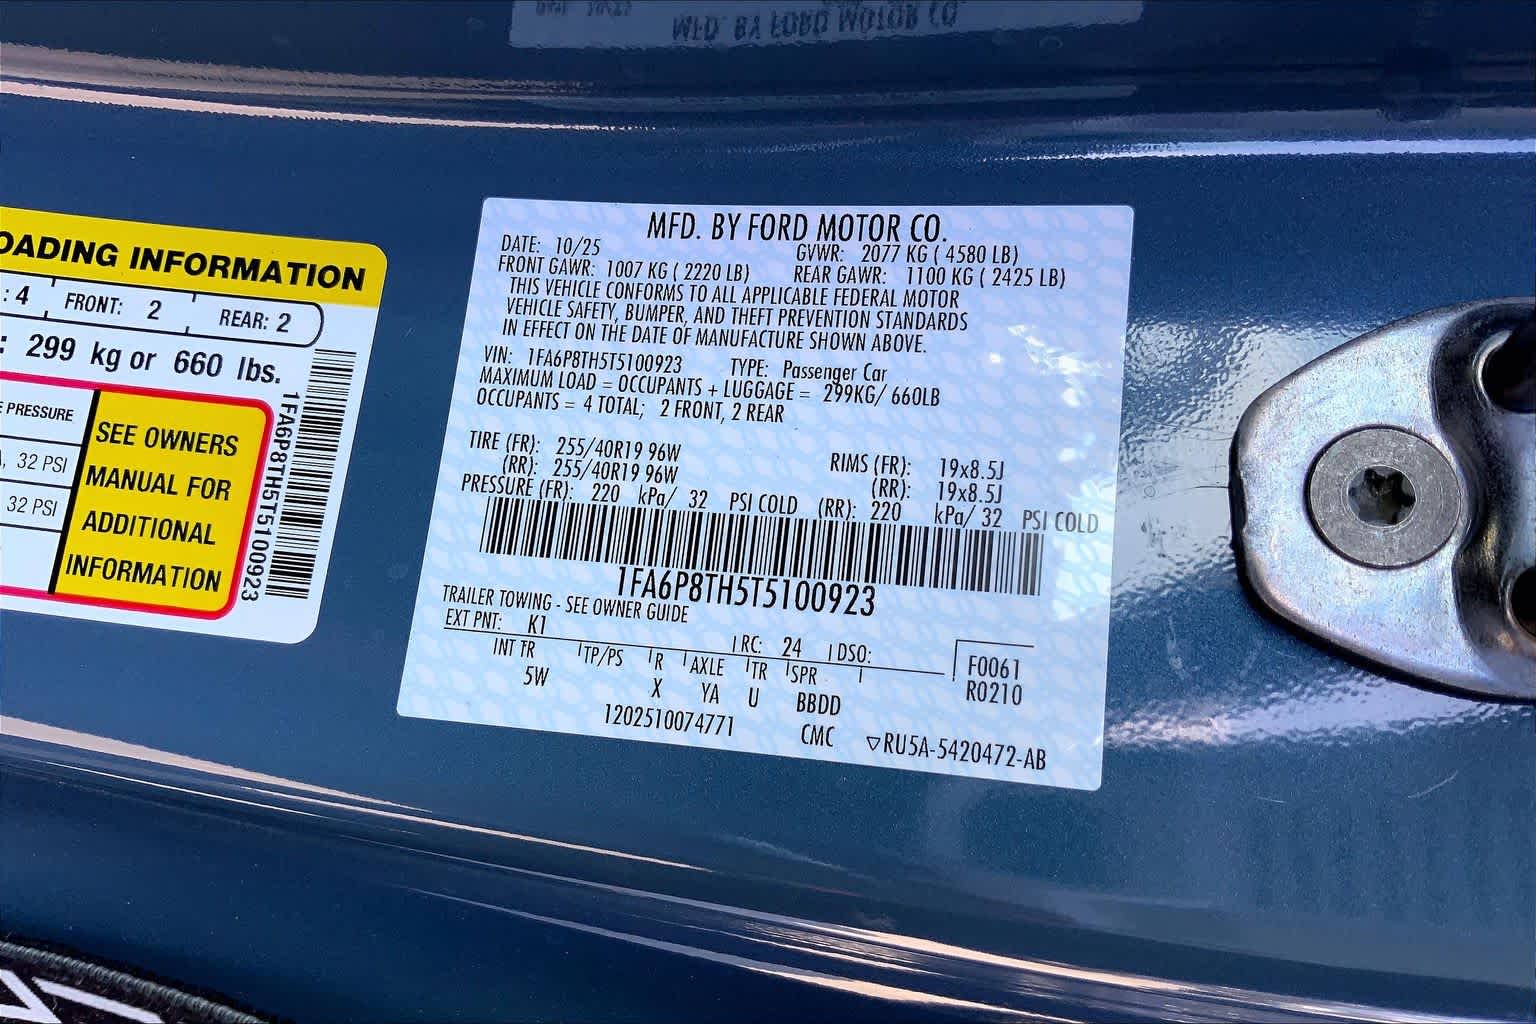 MFD. BY FORD MOTOR CO.
OADING INFORMATION
: 4 FRONT: 2 REAR: 2
: 299 kg or 660 lbs.
PRESSURE
, 32 PSI
32 PSI
SEE OWNERS
MANUAL FOR
ADDITIONAL
INFORMATION
1FA6P8TH5T5100923
MFD. BY FORD MOTOR CO.
DATE: 10/25 GVWR: 2077 KG ( 4580 LB)
FRONT GAWR: 1007 KG ( 2220 LB) REAR GAWR: 1100 KG ( 2425 LB)
THIS VEHICLE CONFORMS TO ALL APPLICABLE FEDERAL MOTOR
VEHICLE SAFETY, BUMPER, AND THEFT PREVENTION STANDARDS
IN EFFECT ON THE DATE OF MANUFACTURE SHOWN ABOVE.
VIN: 1FA6P8TH5T5100923 TYPE: Passenger Car
MAXIMUM LOAD = OCCUPANTS + LUGGAGE = 299KG/ 660LB
OCCUPANTS = 4 TOTAL; 2 FRONT, 2 REAR
TIRE (FR): 255/40R19 96W RIMS (FR): 19x8.5J
(RR): 255/40R19 96W (RR): 19x8.5J
PRESSURE (FR): 220 kPa/ 32 PSI COLD (RR): 220 kPa/ 32 PSI COLD
1FA6P8TH5T5100923
TRAILER TOWING - SEE OWNER GUIDE
EXT PNT: K1 RC: 24 DSO:
INT TR TP/PS R AXLE TR SPR
5W X YA U BBDD
F0061
R0210
1202510074771 CMC ▽RU5A-5420472-AB